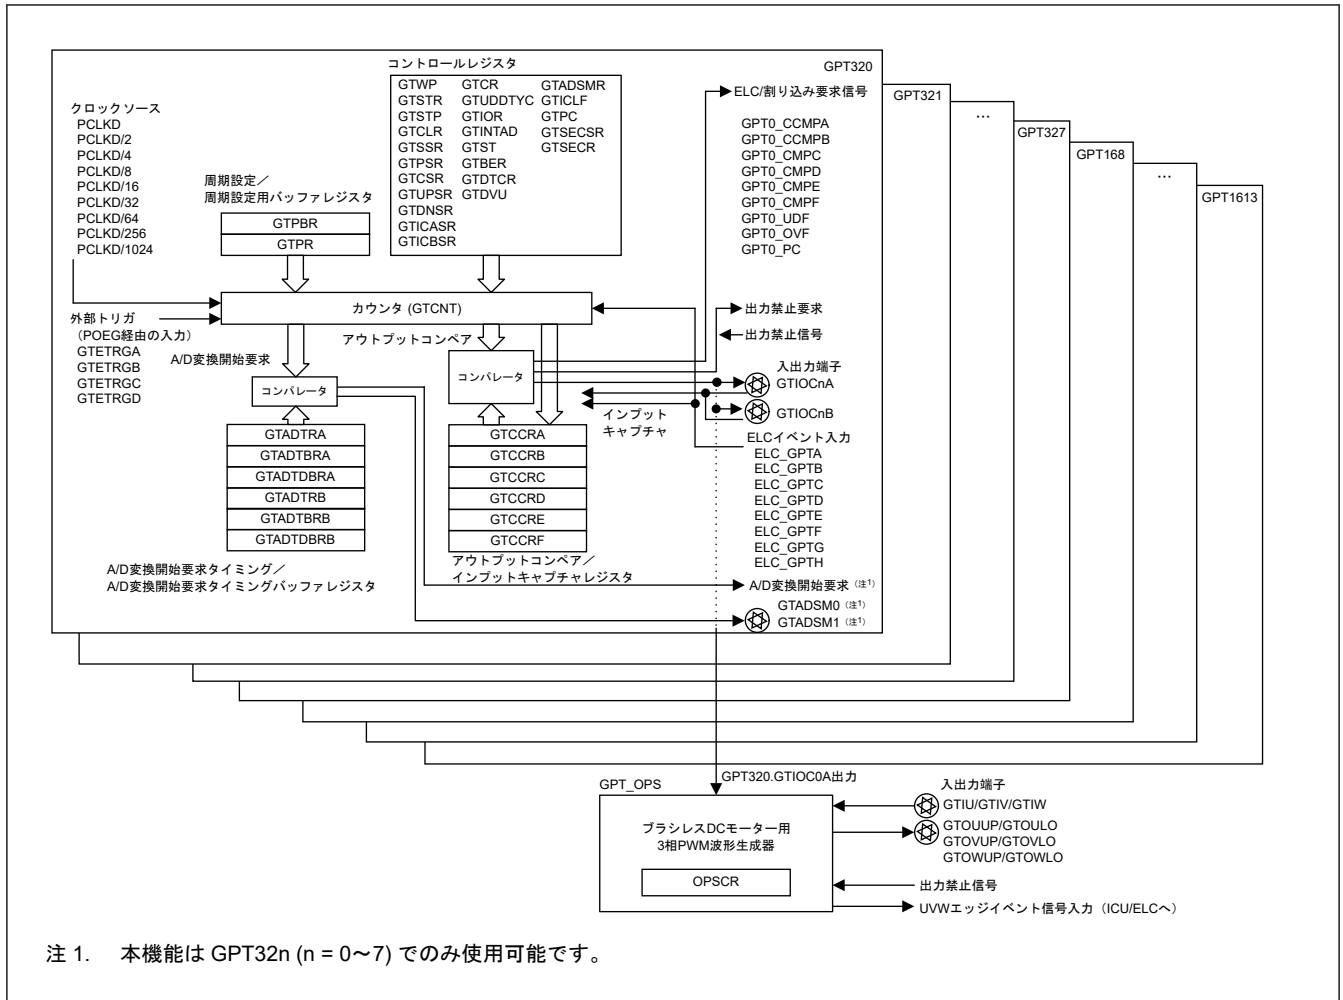 コントロールレジスタ
GTWP GTCR GTADSMR
GTSTR GTUDDTYC GTICLF
GTSTP GTIOR GTPC
GTCLR GTINTAD GTSECSR
GTSSR GTST GTSECR
GTPSR GTBER
GTCSR GTDTCR
GTUPSR GTDVU
GTDNSR
GTICASR
GTICBSR
GPT320
GPT321
…
GPT327
GPT168
…
GPT1613
クロックソース
PCLKD
PCLKD/2
PCLKD/4
PCLKD/8
PCLKD/16
PCLKD/32
PCLKD/64
PCLKD/256
PCLKD/1024
周期設定／
周期設定用バッファレジスタ
GTPBR
GTPR
ELC/割り込み要求信号
GPT0_CCMPA
GPT0_CCMPB
GPT0_CMPC
GPT0_CMPD
GPT0_CMPE
GPT0_CMPF
GPT0_UDF
GPT0_OVF
GPT0_PC
カウンタ (GTCNT)
外部トリガ
（POEG経由の入力）
GTETRGA
GTETRGB
GTETRGC
GTETRGD
A/D変換開始要求
アウトプットコンペア
コンパレータ
コンパレータ
出力禁止要求
出力禁止信号
入出力端子
GTIOCnA
GTIOCnB
インプット
キャプチャ
GTADTRA
GTADTBRA
GTADTDBRA
GTADTRB
GTADTBRB
GTADTDBRB
GTCCRA
GTCCRB
GTCCRC
GTCCRD
GTCCRE
GTCCRF
ELCイベント入力
ELC_GPTA
ELC_GPTB
ELC_GPTC
ELC_GPTD
ELC_GPTE
ELC_GPTF
ELC_GPTG
ELC_GPTH
A/D変換開始要求タイミング／
A/D変換開始要求タイミングバッファレジスタ
アウトプットコンペア／
インプットキャプチャレジスタ
A/D変換開始要求（注1）
GTADSM0（注1）
GTADSM1（注1）
GPT320.GTIOC0A出力
GPT_OPS
ブラシレスDCモーター用
3相PWM波形生成器
OPSCR
入出力端子
GTIU/GTIV/GTIW
GTOUUP/GTOULO
GTOVUP/GTOVLO
GTOWUP/GTOWLO
出力禁止信号
UVWエッジイベント信号入力（ICU/ELCへ）
注 1. 本機能は GPT32n (n = 0～7) でのみ使用可能です。